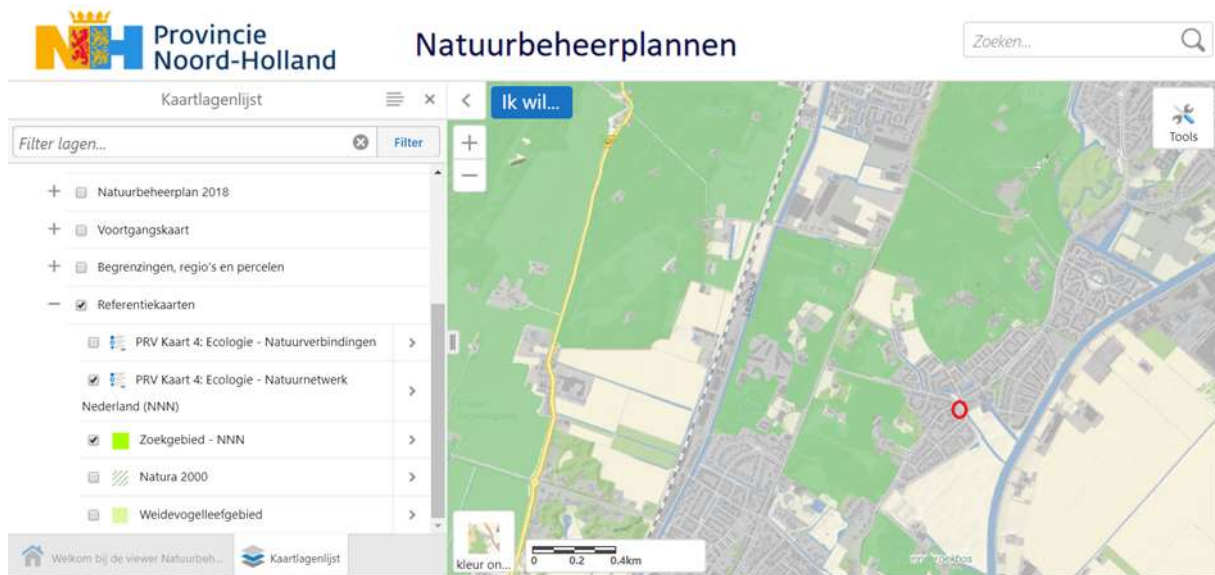 Provincie
Noord-Holland
Natuurbeheerplannen
Zoeken...
Kaartlagenlijst
Ik wil...
Filter lagen...
Filter
Tools
Natuurbeheerplan 2018
Voortgangskaart
Begrenzingen, regio's en percelen
Referentiekaarten
PRV Kaart 4: Ecologie - Natuurverbindingen
PRV Kaart 4: Ecologie - Natuurnetwerk
Nederland (NNN)
Zoekgebied - NNN
Natura 2000
Weidevogelleefgebied
Welkom bij de viewer Natuurbeh...
Kaartlagenlijst
kleur on...
0 0.2 0.4km